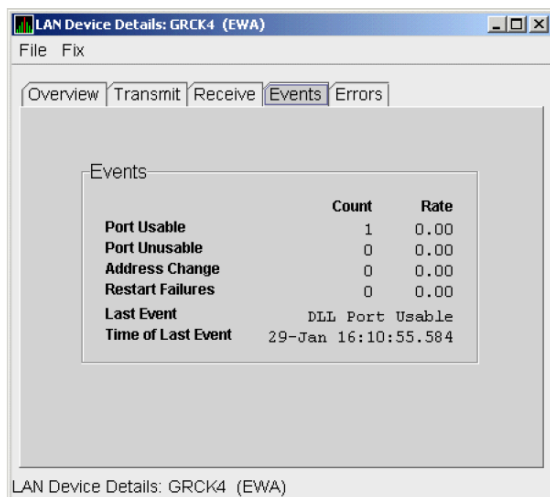 LAN Device Details: GRCK4 (EWA)
File Fix
Overview Transmit Receive Events Errors
Events
Count Rate
Port Usable 1 0.00
Port Unusable 0 0.00
Address Change 0 0.00
Restart Failures 0 0.00
Last Event DLL Port Usable
Time of Last Event 29-Jan 16:10:55.584
LAN Device Details: GRCK4 (EWA)